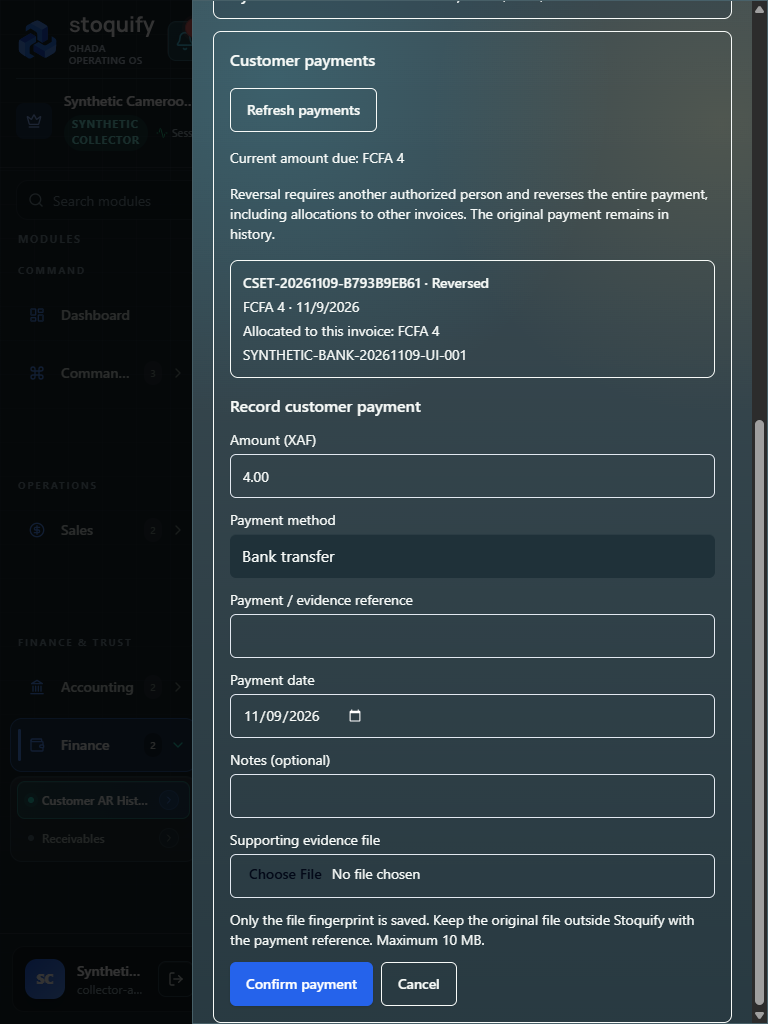 stoquify
OHADA
OPERATING OS
Synthetic Cameroo...
SYNTHETIC
COLLECTOR
Sess
Search modules
MODULES
COMMAND
Dashboard
Comman... 3
OPERATIONS
Sales 2
FINANCE & TRUST
Accounting 2
Finance 2
Customer AR Hist...
Receivables
SC
Syntheti...
collector-a...
Customer payments
Refresh payments
Current amount due: FCFA 4
Reversal requires another authorized person and reverses the entire payment,
including allocations to other invoices. The original payment remains in
history.
CSET-20261109-B793B9EB61 · Reversed
FCFA 4 · 11/9/2026
Allocated to this invoice: FCFA 4
SYNTHETIC-BANK-20261109-UI-001
Record customer payment
Amount (XAF)
4.00
Payment method
Bank transfer
Payment / evidence reference
Payment date
11/09/2026
Notes (optional)
Supporting evidence file
Choose File No file chosen
Only the file fingerprint is saved. Keep the original file outside Stoquify with
the payment reference. Maximum 10 MB.
Confirm payment
Cancel